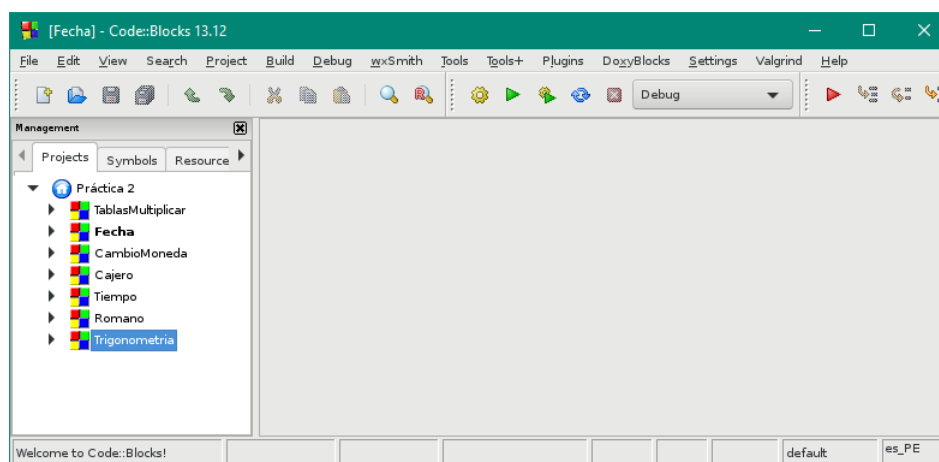 [Fecha] - Code::Blocks 13.12
File Edit View Search Project Build Debug wxSmith Tools Tools+ Plugins DoxyBlocks Settings Valgrind Help
Debug
Management
Projects Symbols Resource
Práctica 2
TablasMultiplicar
Fecha
CambioMoneda
Cajero
Tiempo
Romano
Trigonometria
Welcome to Code::Blocks! default es_PE